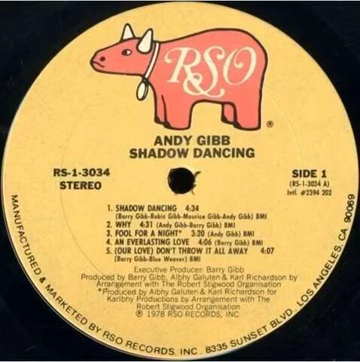 RSO
®
ANDY GIBB
SHADOW DANCING
RS-1-3034
STEREO
SIDE 1
(RS-1-3034 A)
Intl. #2394 202
1. SHADOW DANCING 4:34
(Barry Gibb-Robin Gibb-Maurice Gibb-Andy Gibb) BMI
2. WHY 4:31 (Andy Gibb-Barry Gibb) BMI
3. FOOL FOR A NIGHT* 3:20 (Andy Gibb) BMI
4. AN EVERLASTING LOVE 4:06 (Barry Gibb) BMI
5. (OUR LOVE) DON'T THROW IT ALL AWAY 4:07
(Barry Gibb-Blue Weaver) BMI
Executive Producer: Barry Gibb
Produced by Barry Gibb, Albhy Galuten & Karl Richardson by
Arrangement with The Robert Stigwood Organisation
*Produced by Albhy Galuten & Karl Richardson for
Karlbhy Productions by Arrangement with The
Robert Stigwood Organisation
Ⓟ 1978 RSO RECORDS, INC.
MANUFACTURED & MARKETED BY RSO RECORDS, INC. 8335 SUNSET BLVD. LOS ANGELES, CA. 90069